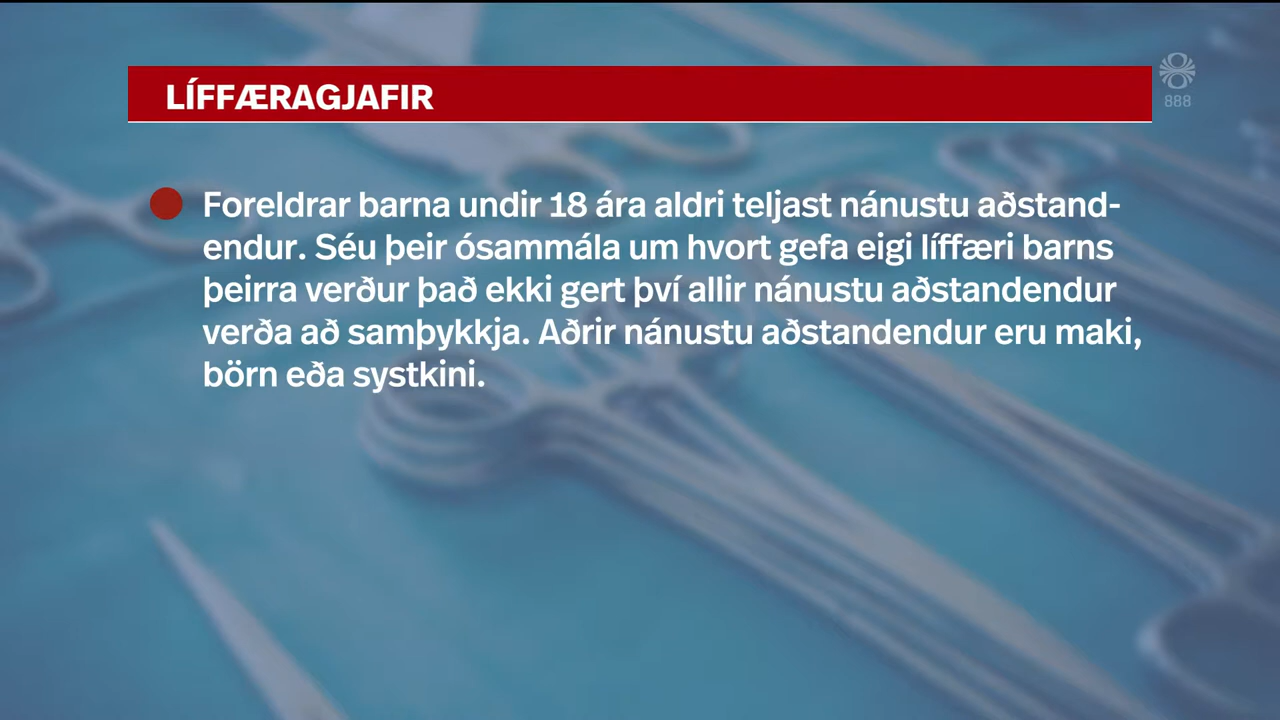 LÍFFÆRAGJAFIR
888
Foreldrar barna undir 18 ára aldri teljast nánustu aðstand-
endur. Séu þeir ósammála um hvort gefa eigi líffæri barns
þeirra verður það ekki gert því allir nánustu aðstandendur
verða að samþykkja. Aðrir nánustu aðstandendur eru maki,
börn eða systkini.